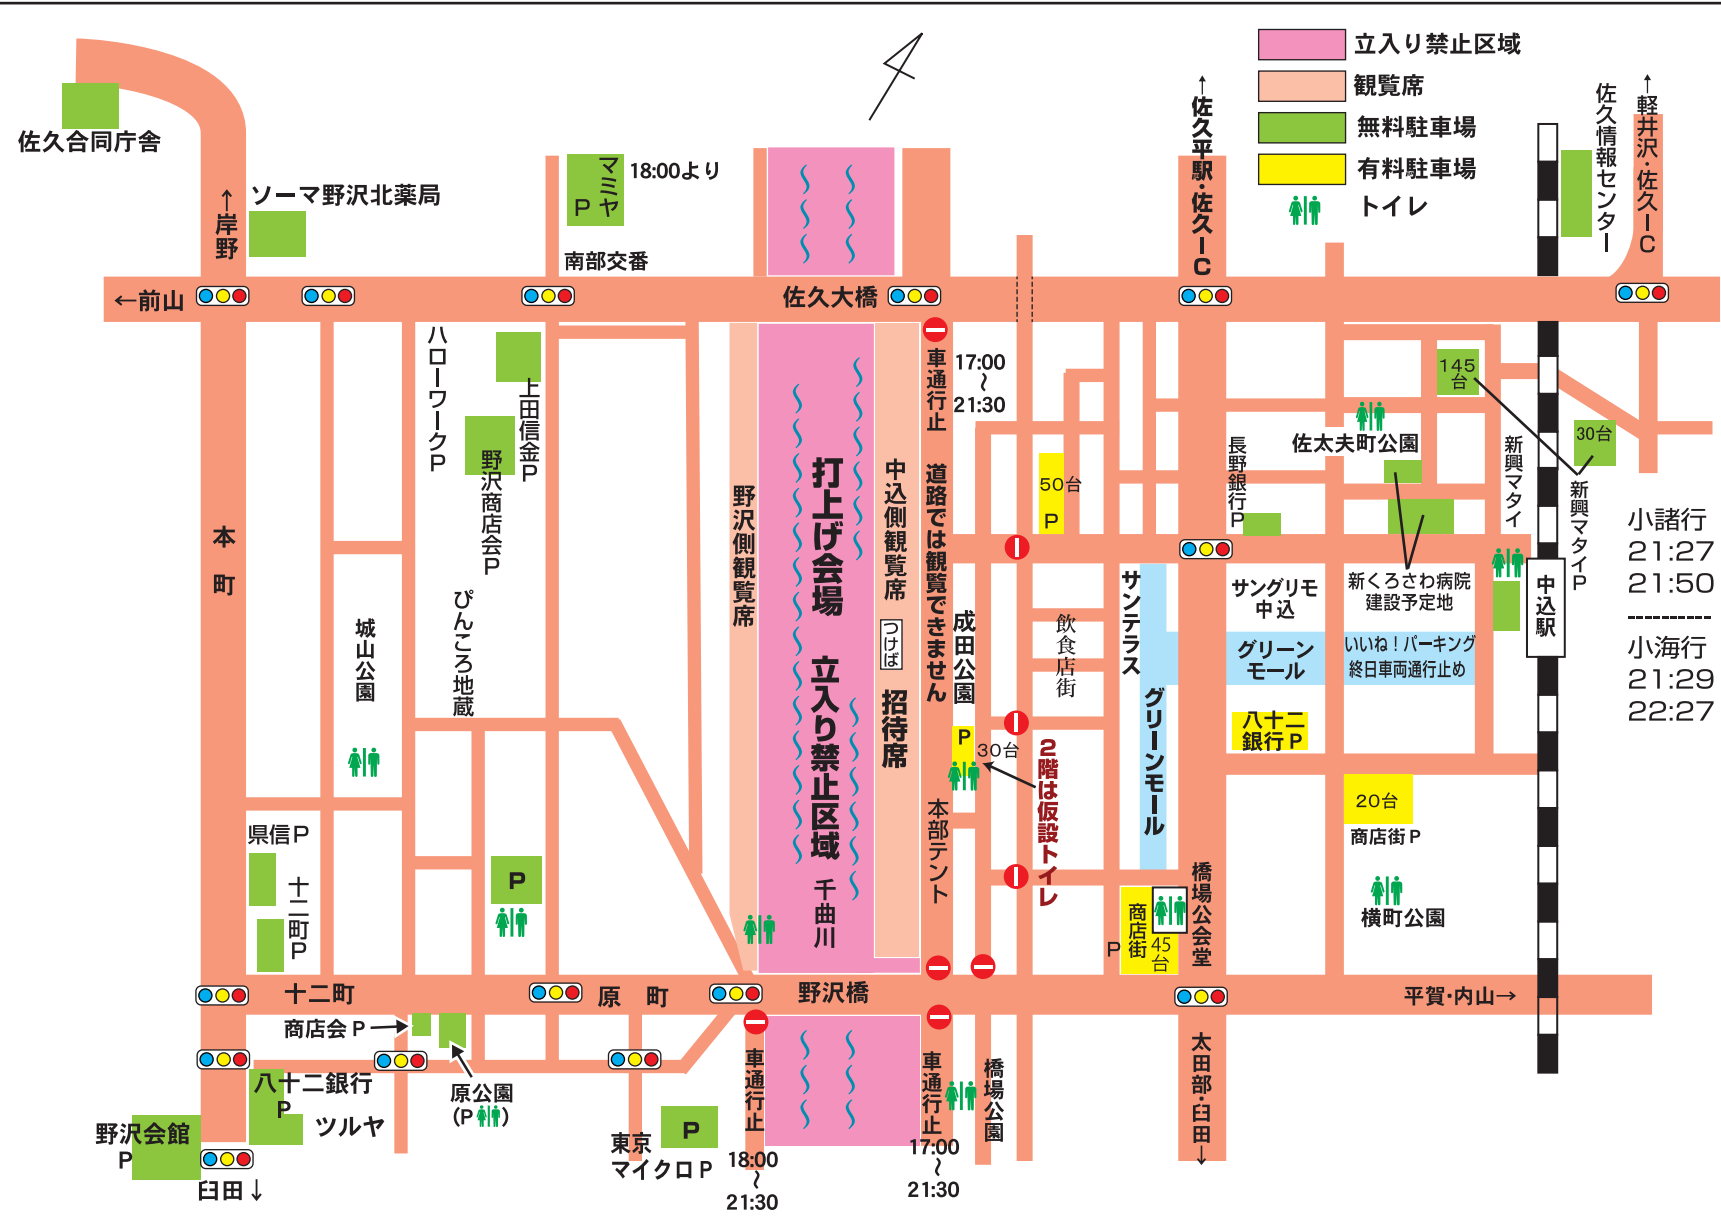 立入り禁止区域
観覧席
無料駐車場
有料駐車場
トイレ
佐久合同庁舎
ソーマ野沢北薬局
↑岸野
マミヤ
P
18:00より
南部交番
←前山
佐久大橋
↑佐久平駅・佐久IC
佐久情報センター
↑軽井沢・佐久IC
本町
ハローワークP
上田信金P
野沢商店会P
城山公園
ぴんころ地蔵
県信P
十二町P
P
野沢側観覧席
打上げ会場 立入り禁止区域
千曲川
中込側観覧席
つけば
招待席
車通行止
17:00
〜
21:30
道路では観覧できません
成田公園
P
30台
本部テント
2階は仮設トイレ
50台
P
飲食店街
サンテラス
グリーンモール
長野銀行P
佐太夫町公園
145
台
30台
新興マタイ
新興マタイP
新くろさわ病院
建設予定地
サングリモ
中込
グリーン
モール
いいね！パーキング
終日車両通行止め
中込駅
小諸行
21:27
21:50
小海行
21:29
22:27
八十二
銀行P
20台
商店街P
横町公園
橋場公会堂
商店街
P
45
台
十二町
原町
野沢橋
平賀・内山→
商店会P
原公園
(P )
八十二銀行
P
ツルヤ
野沢会館
P
臼田↓
東京
マイクロP
P
車通行止
18:00
〜
21:30
車通行止
17:00
〜
21:30
橋場公園
太田部・臼田↓